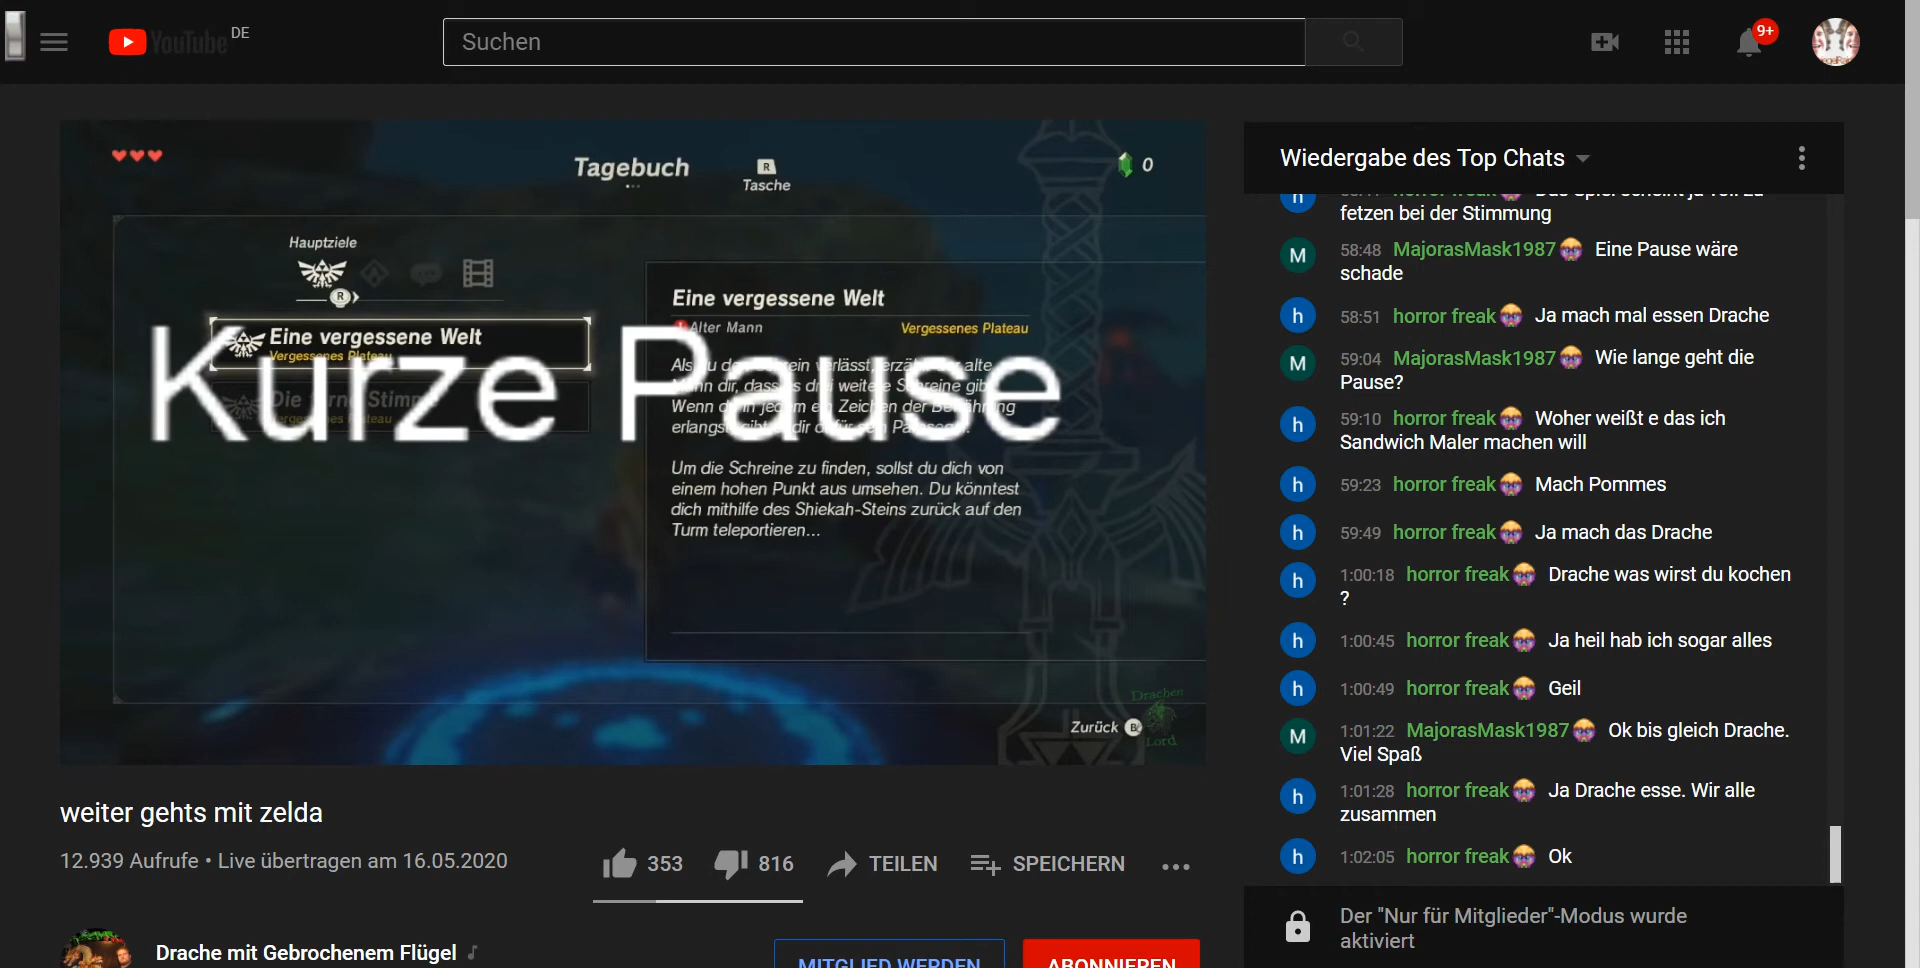 YouTube DE
Suchen
9+
Tagebuch
R
Tasche
0
Hauptziele
R
Eine vergessene Welt
Vergessenes Plateau
Kurze Pause
Eine vergessene Welt
Alter Mann
Vergessenes Plateau
Um die Schreine zu finden, sollst du dich von
einem hohen Punkt aus umsehen. Du könntest
dich mithilfe des Shiekah-Steins zurück auf den
Turm teleportieren...
Zurück B
Drachen
Lord
weiter gehts mit zelda
12.939 Aufrufe • Live übertragen am 16.05.2020
353
816
TEILEN
SPEICHERN
Drache mit Gebrochenem Flügel
MITGLIED WERDEN
ABONNIEREN
Wiedergabe des Top Chats
h
fetzen bei der Stimmung
M
58:48 MajorasMask1987 Eine Pause wäre
schade
h
58:51 horror freak Ja mach mal essen Drache
M
59:04 MajorasMask1987 Wie lange geht die
Pause?
h
59:10 horror freak Woher weißt e das ich
Sandwich Maler machen will
h
59:23 horror freak Mach Pommes
h
59:49 horror freak Ja mach das Drache
h
1:00:18 horror freak Drache was wirst du kochen
?
h
1:00:45 horror freak Ja heil hab ich sogar alles
h
1:00:49 horror freak Geil
M
1:01:22 MajorasMask1987 Ok bis gleich Drache.
Viel Spaß
h
1:01:28 horror freak Ja Drache esse. Wir alle
zusammen
h
1:02:05 horror freak Ok
Der "Nur für Mitglieder"-Modus wurde
aktiviert